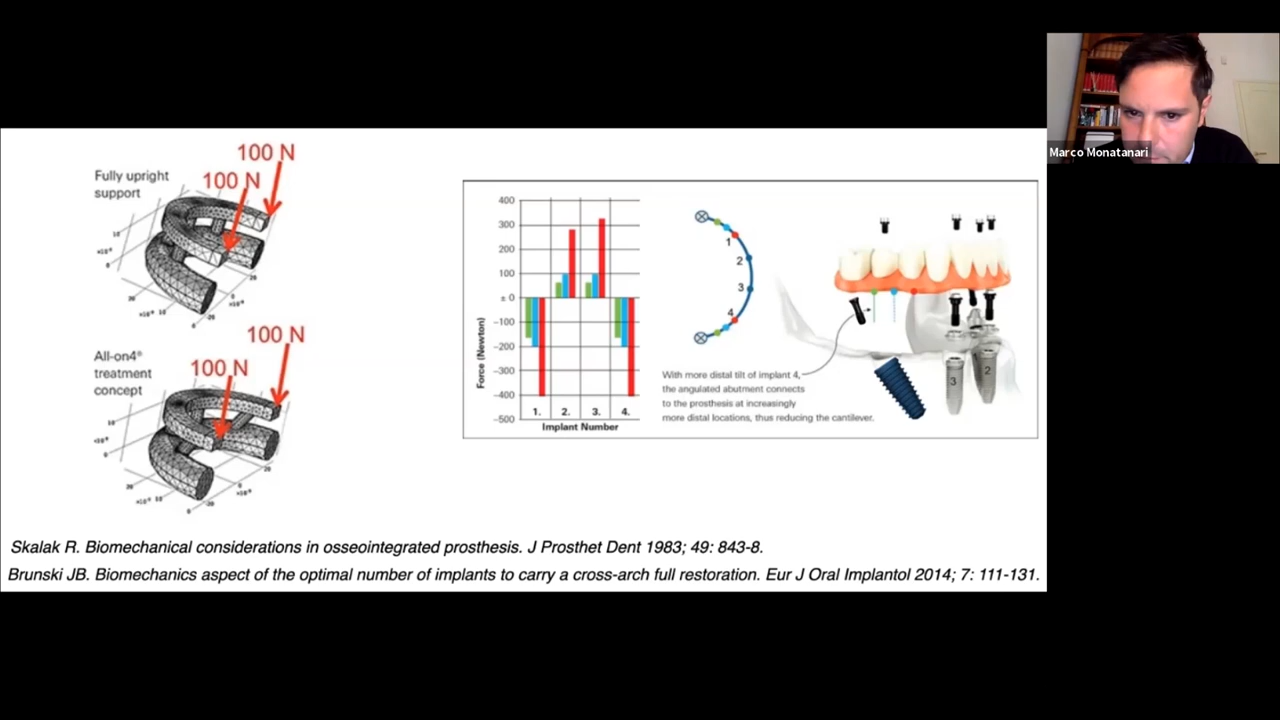 Marco Monatanari
100 N
100 N
Fully upright
support
100 N
100 N
All-on4®
treatment
concept
400
300
200
100
± 0
−100
−200
−300
−400
−500
Force (Newton)
1.
2.
3.
4.
Implant Number
1
2
3
4
With more distal tilt of implant 4,
the angulated abutment connects
to the prosthesis at increasingly
more distal locations, thus reducing the cantilever.
3
2
Skalak R. Biomechanical considerations in osseointegrated prosthesis. J Prosthet Dent 1983; 49: 843-8.
Brunski JB. Biomechanics aspect of the optimal number of implants to carry a cross-arch full restoration. Eur J Oral Implantol 2014; 7: 111-131.